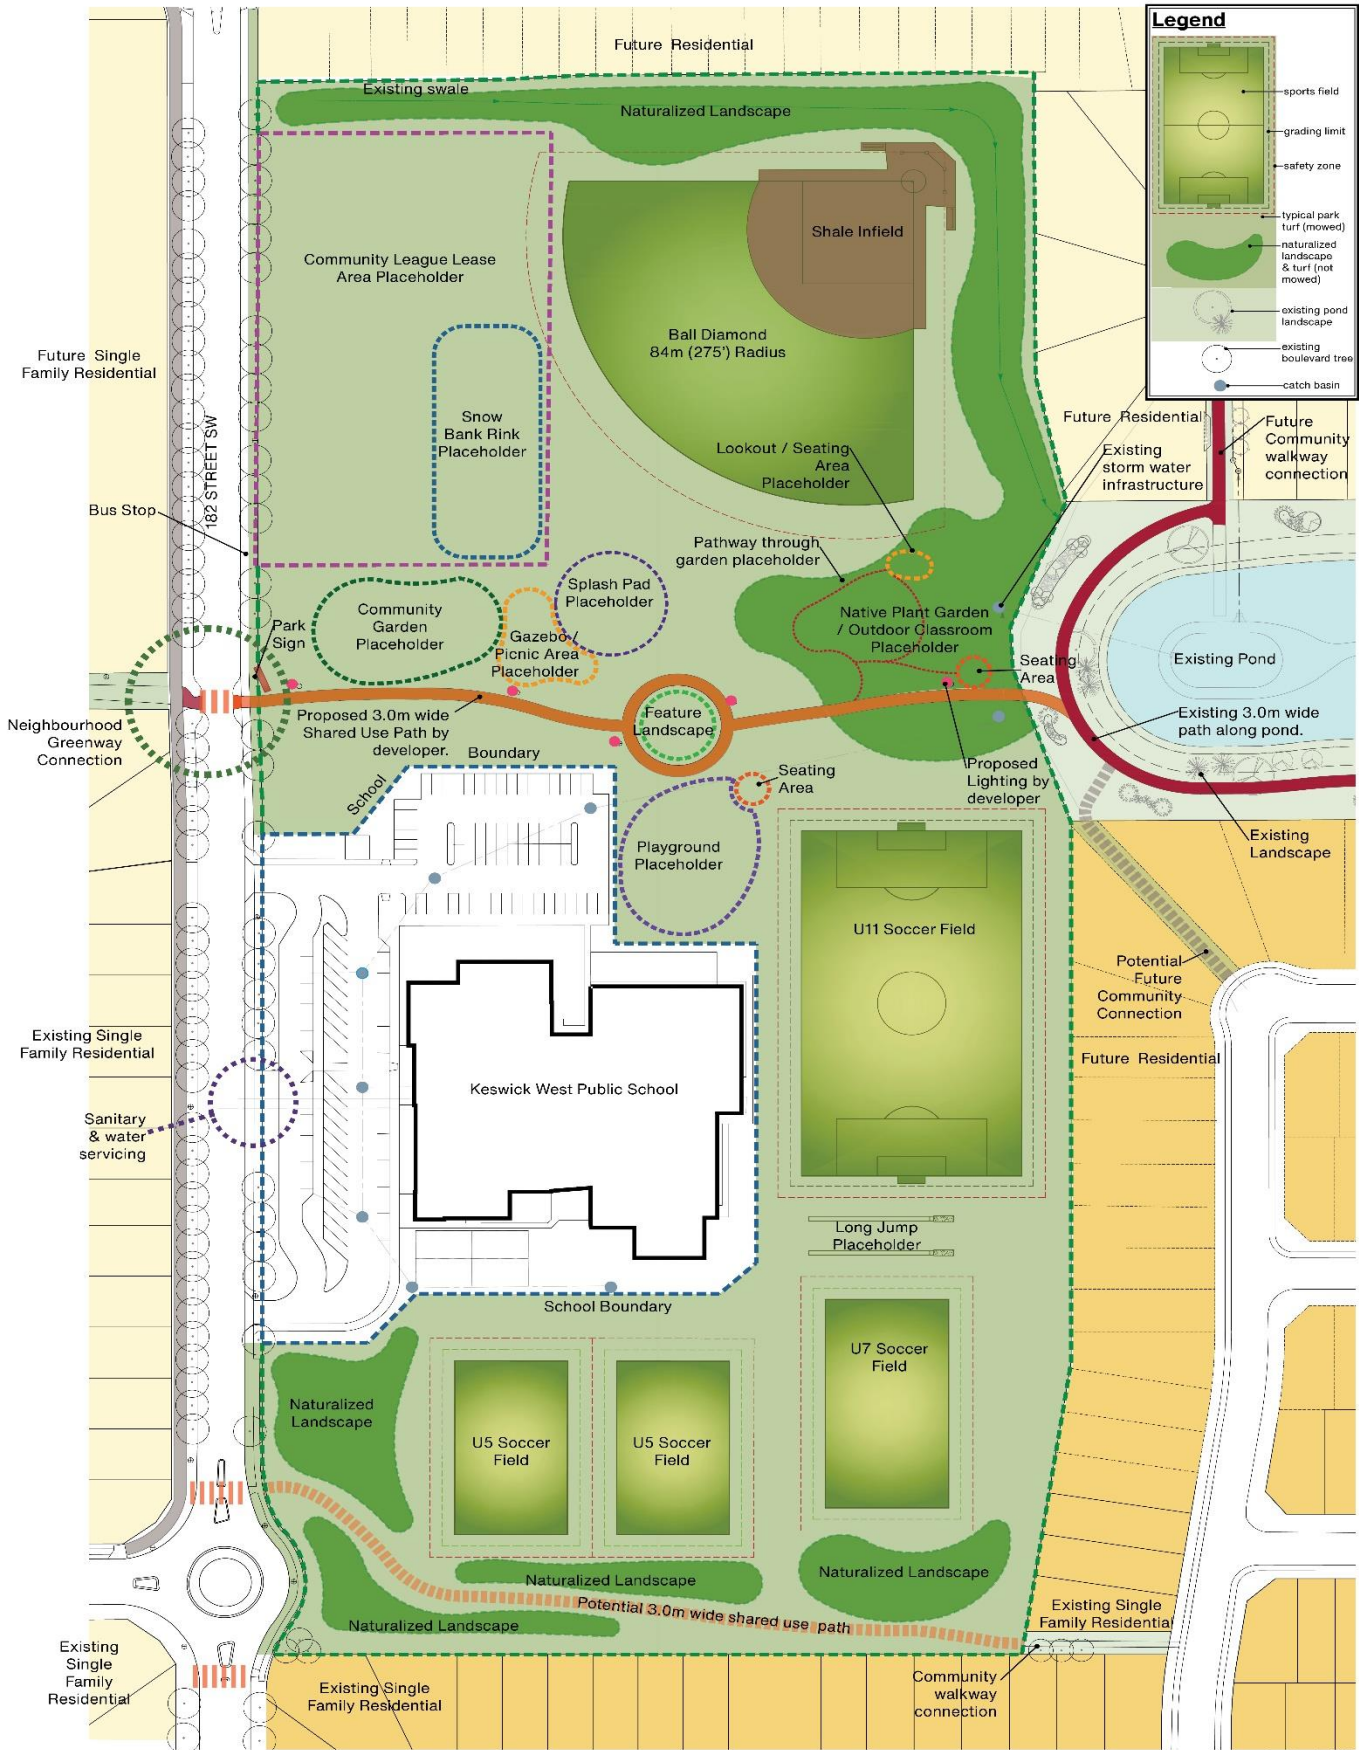 Legend
sports field
grading limit
safety zone
typical park
turf (mowed)
naturalized
landscape
& turf (not
mowed)
existing pond
landscape
existing
boulevard tree
catch basin
Future Residential
Existing swale
Naturalized Landscape
Shale Infield
Community League Lease
Area Placeholder
Ball Diamond
84m (275') Radius
Future Single
Family Residential
182 STREET SW
Snow
Bank Rink
Placeholder
Lookout / Seating
Area
Placeholder
Future Residential
Existing
storm water
infrastructure
Future
Community
walkway
connection
Bus Stop
Pathway through
garden placeholder
Splash Pad
Placeholder
Community
Garden
Placeholder
Park
Sign
Gazebo /
Picnic Area
Placeholder
Native Plant Garden
/ Outdoor Classroom
Placeholder
Seating
Area
Existing Pond
Neighbourhood
Greenway
Connection
Proposed 3.0m wide
Shared Use Path by
developer.
Feature
Landscape
Existing 3.0m wide
path along pond.
School
Boundary
Seating
Area
Proposed
Lighting by
developer
Existing
Landscape
Playground
Placeholder
U11 Soccer Field
Potential
Future
Community
Connection
Existing Single
Family Residential
Future Residential
Keswick West Public School
Sanitary
& water
servicing
Long Jump
Placeholder
School Boundary
U7 Soccer
Field
Naturalized
Landscape
U5 Soccer
Field
U5 Soccer
Field
Naturalized Landscape
Naturalized Landscape
Potential 3.0m wide shared use path
Naturalized Landscape
Existing Single
Family Residential
Existing
Single
Family
Residential
Existing Single
Family Residential
Community
walkway
connection